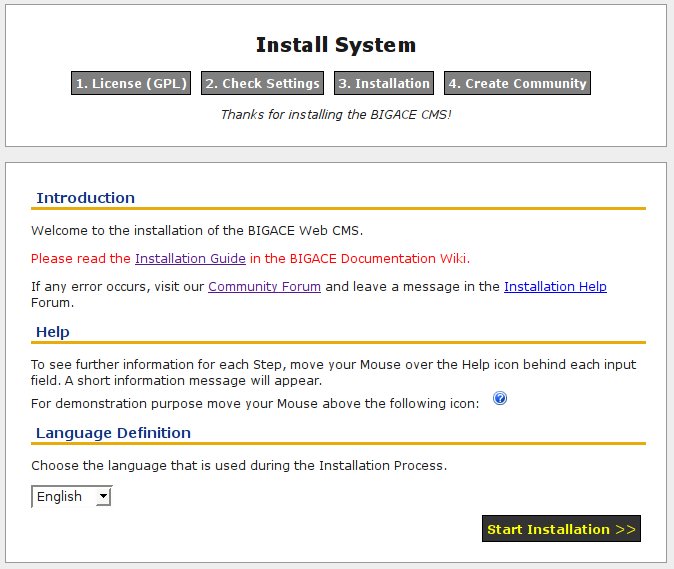 Install System
1. License (GPL) 2. Check Settings 3. Installation 4. Create Community
Thanks for installing the BIGACE CMS!
Introduction
Welcome to the installation of the BIGACE Web CMS.
Please read the Installation Guide in the BIGACE Documentation Wiki.
If any error occurs, visit our Community Forum and leave a message in the Installation Help
Forum.
Help
To see further information for each Step, move your Mouse over the Help icon behind each input
field. A short information message will appear.
For demonstration purpose move your Mouse above the following icon: ?
Language Definition
Choose the language that is used during the Installation Process.
English
Start Installation >>